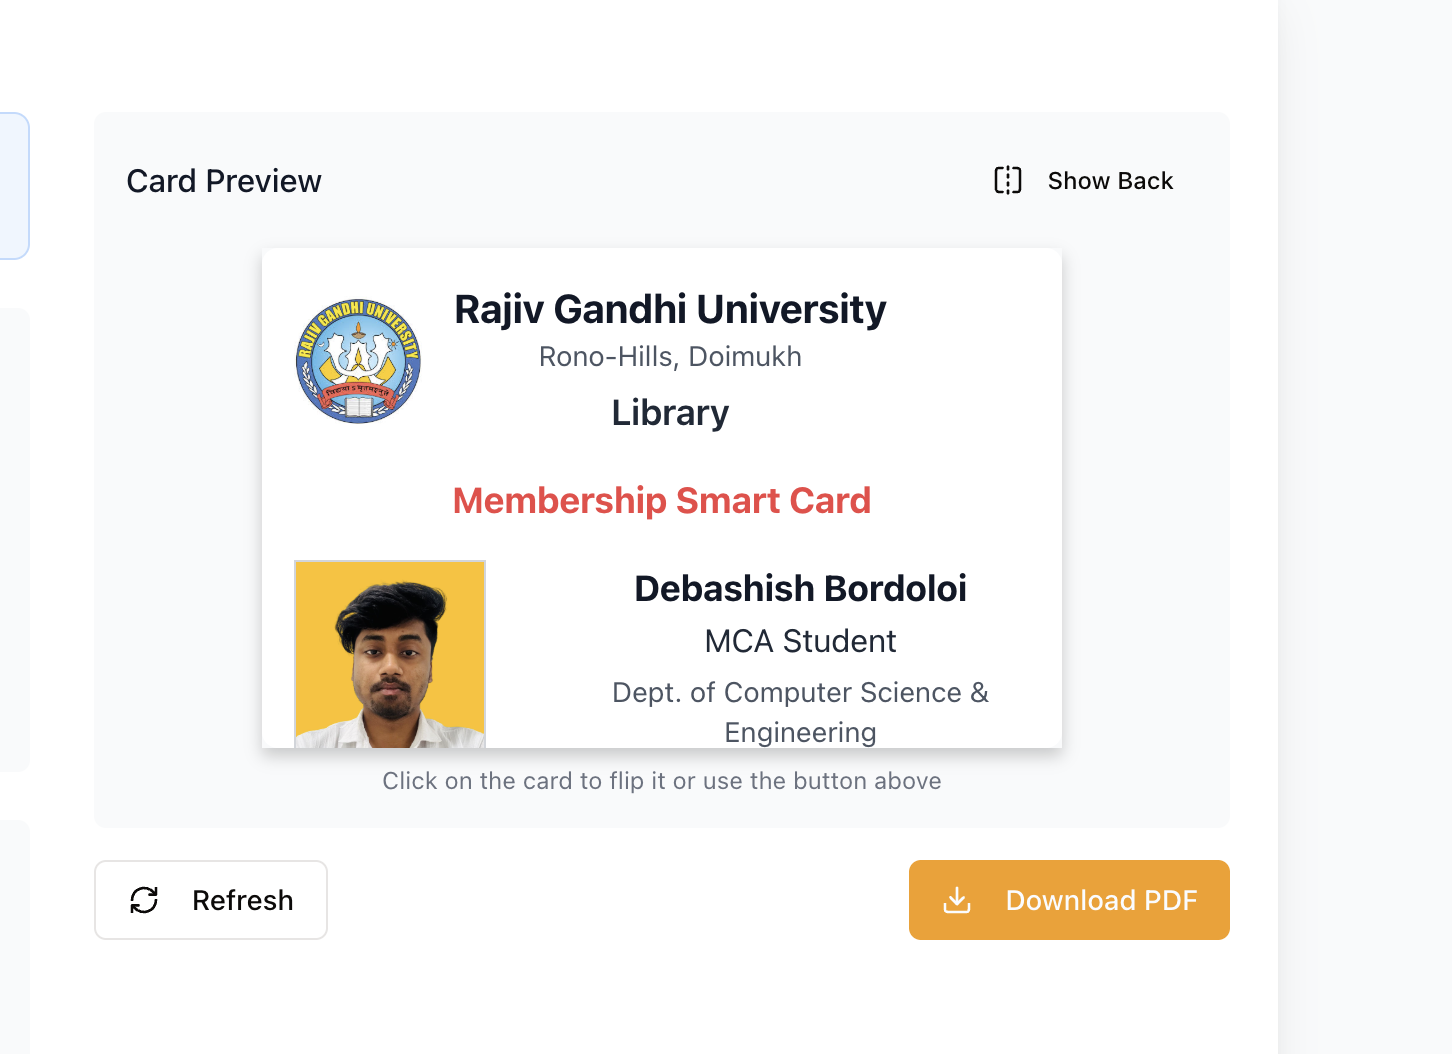 Card Preview
Show Back
RAJIV GANDHI UNIVERSITY
Rajiv Gandhi University
Rono-Hills, Doimukh
Library
Membership Smart Card
Debashish Bordoloi
MCA Student
Dept. of Computer Science &
Engineering
Click on the card to flip it or use the button above
Refresh
Download PDF